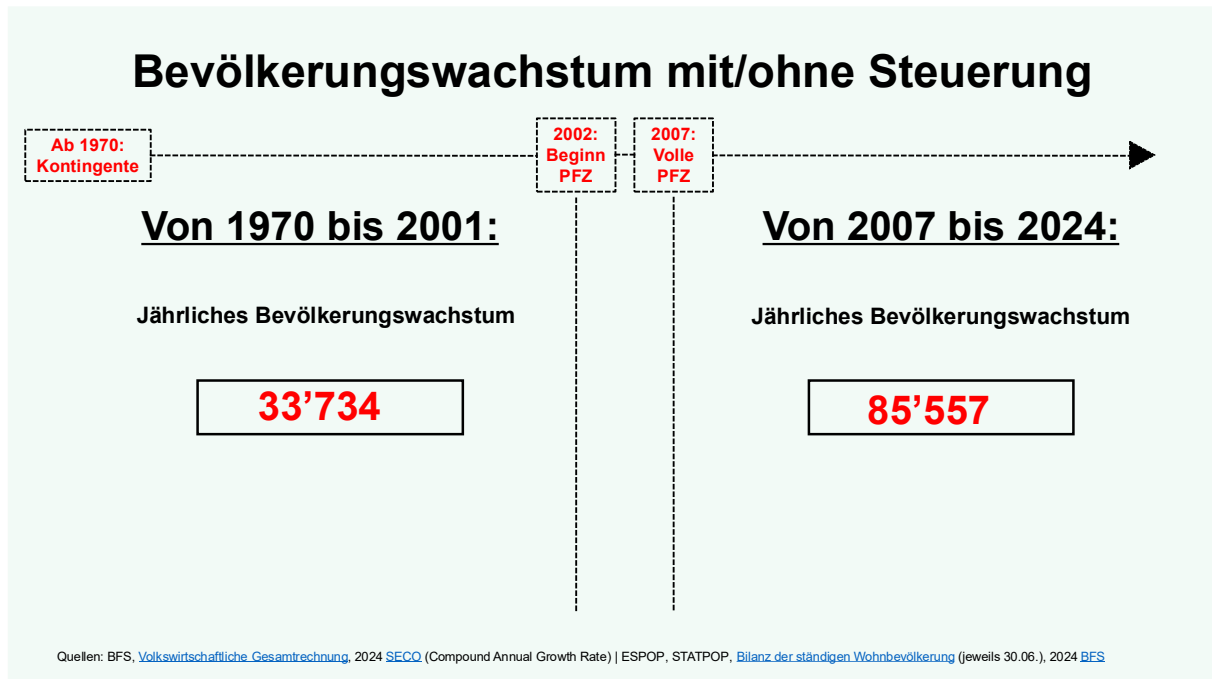 Bevölkerungswachstum mit/ohne Steuerung
Ab 1970:
Kontingente
2002:
Beginn
PFZ
2007:
Volle
PFZ
Von 1970 bis 2001:
Von 2007 bis 2024:
Jährliches Bevölkerungswachstum
Jährliches Bevölkerungswachstum
33’734
85’557
Quellen: BFS, Volkswirtschaftliche Gesamtrechnung, 2024 SECO (Compound Annual Growth Rate) | ESPOP, STATPOP, Bilanz der ständigen Wohnbevölkerung (jeweils 30.06.), 2024 BFS